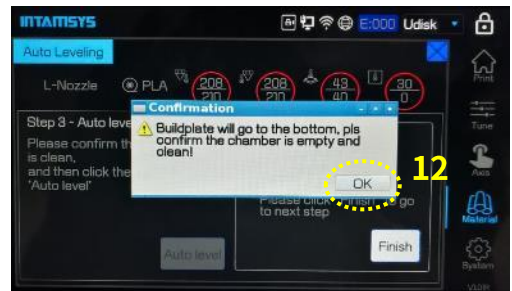 INTAMSYS
E:000 Udisk
Auto Leveling
L-Nozzle PLA 208 208 43 30
210 210 40 0
Print
Step 3 - Auto leve
Confirmation
Please confirm th
is clean,
and then click the
'Auto level'
Buildplate will go to the bottom, pls
confirm the chamber is empty and
clean!
OK
12
Please click 'Finish' to go
to next step
Auto level
Finish
Tune
Axis
Material
System